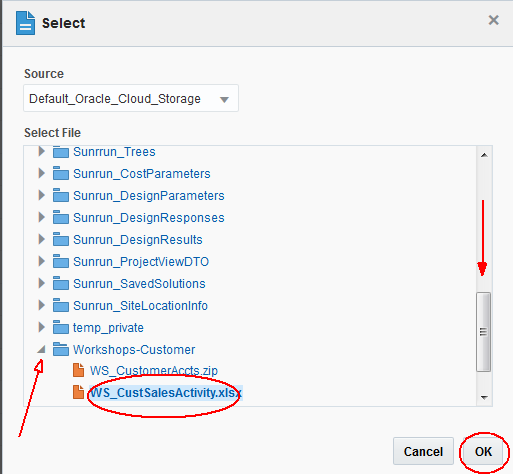 Select
Source
Default_Oracle_Cloud_Storage
Select File
Sunrrun_Trees
Sunrun_CostParameters
Sunrun_DesignParameters
Sunrun_DesignResponses
Sunrun_DesignResults
Sunrun_ProjectViewDTO
Sunrun_SavedSolutions
Sunrun_SiteLocationInfo
temp_private
Workshops-Customer
WS_CustomerAccts.zip
WS_CustSalesActivity.xlsx
Cancel OK